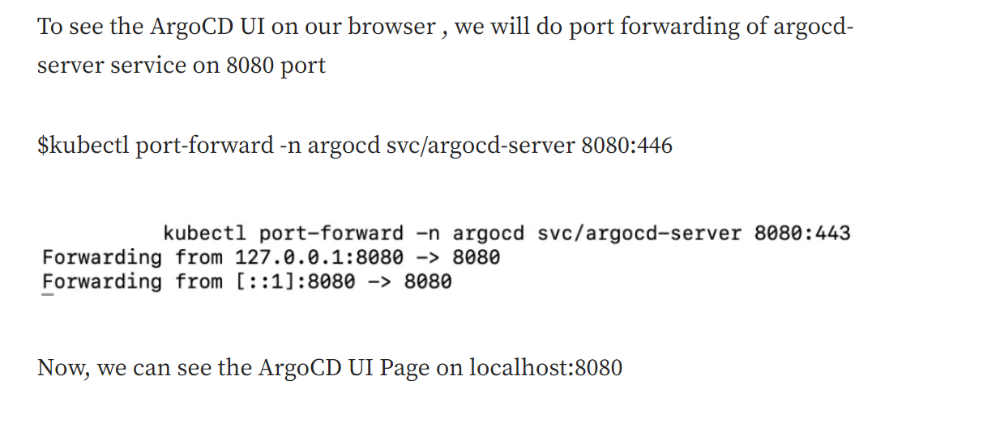 To see the ArgoCD UI on our browser , we will do port forwarding of argocd-
server service on 8080 port
$kubectl port-forward -n argocd svc/argocd-server 8080:446
kubectl port-forward -n argocd svc/argocd-server 8080:443
Forwarding from 127.0.0.1:8080 -> 8080
Forwarding from [::1]:8080 -> 8080
Now, we can see the ArgoCD UI Page on localhost:8080